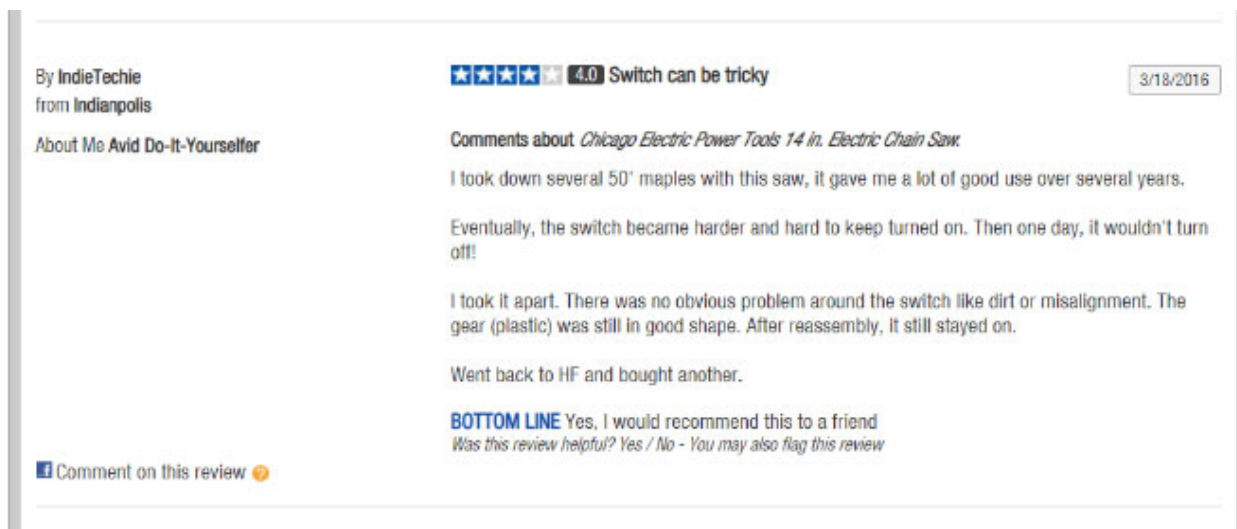 By IndieTechie
from Indianpolis
About Me Avid Do-It-Yourselfer
4.0 Switch can be tricky
3/18/2016
Comments about Chicago Electric Power Tools 14 in. Electric Chain Saw:
I took down several 50' maples with this saw, it gave me a lot of good use over several years.
Eventually, the switch became harder and hard to keep turned on. Then one day, it wouldn't turn
off!
I took it apart. There was no obvious problem around the switch like dirt or misalignment. The
gear (plastic) was still in good shape. After reassembly, it still stayed on.
Went back to HF and bought another.
BOTTOM LINE Yes, I would recommend this to a friend
Was this review helpful? Yes / No - You may also flag this review
f Comment on this review ?